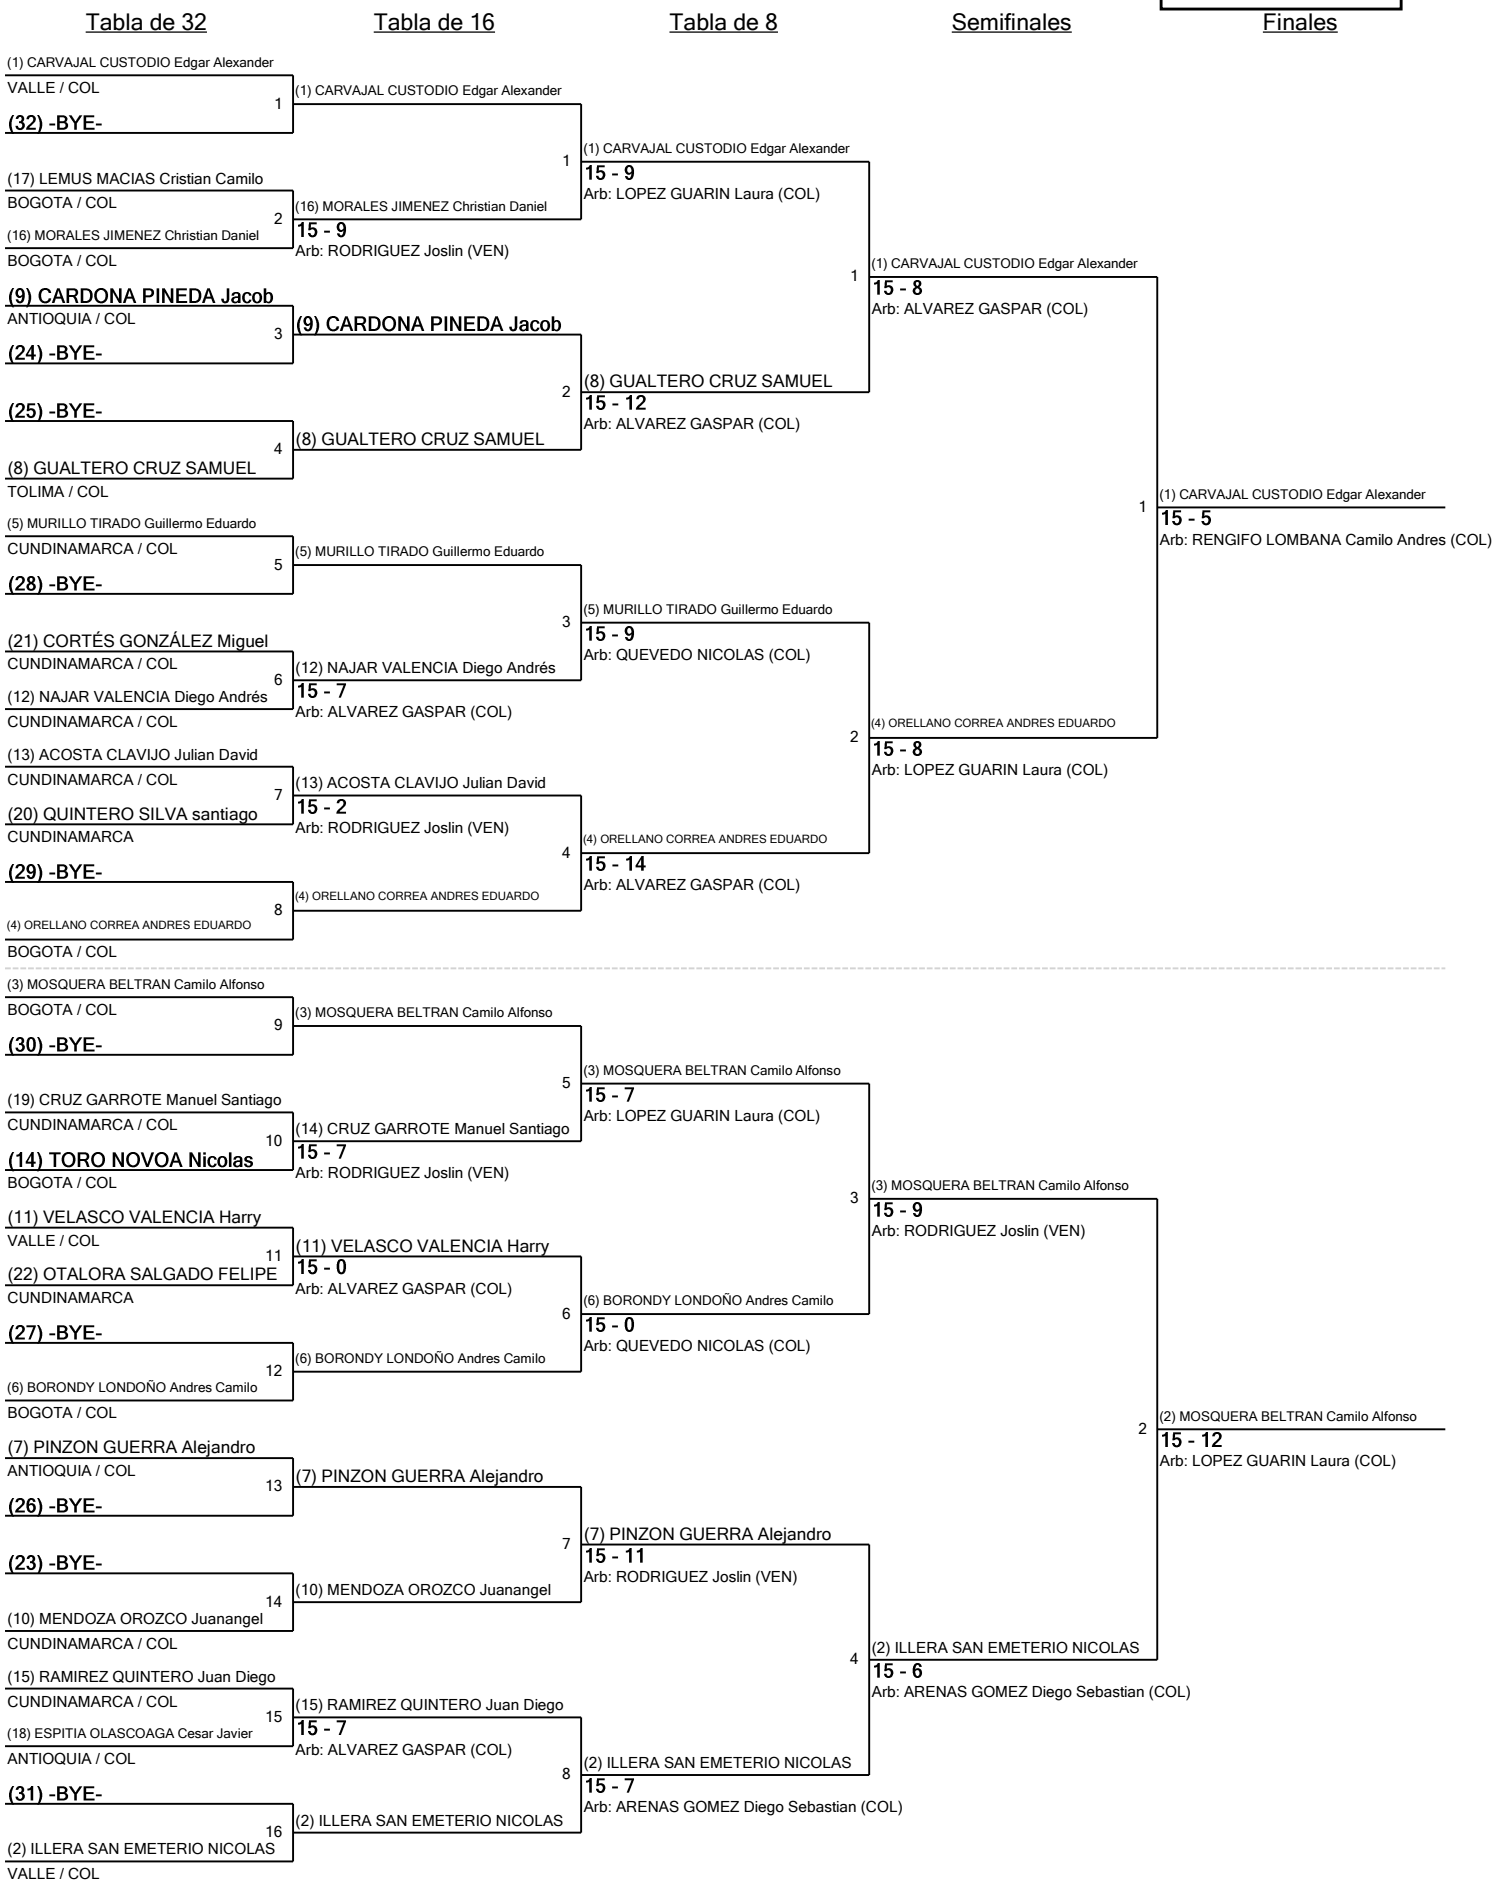 Tabla de 32
Tabla de 16
Tabla de 8
Semifinales
Finales
(1) CARVAJAL CUSTODIO Edgar Alexander
VALLE / COL
1
(32) -BYE-
(17) LEMUS MACIAS Cristian Camilo
BOGOTA / COL
2
(16) MORALES JIMENEZ Christian Daniel
BOGOTA / COL
(9) CARDONA PINEDA Jacob
ANTIOQUIA / COL
3
(24) -BYE-
(25) -BYE-
4
(8) GUALTERO CRUZ SAMUEL
TOLIMA / COL
(5) MURILLO TIRADO Guillermo Eduardo
CUNDINAMARCA / COL
5
(28) -BYE-
(21) CORTÉS GONZÁLEZ Miguel
CUNDINAMARCA / COL
6
(12) NAJAR VALENCIA Diego Andrés
CUNDINAMARCA / COL
(13) ACOSTA CLAVIJO Julian David
CUNDINAMARCA / COL
7
(20) QUINTERO SILVA santiago
CUNDINAMARCA
(29) -BYE-
8
(4) ORELLANO CORREA ANDRES EDUARDO
BOGOTA / COL
(3) MOSQUERA BELTRAN Camilo Alfonso
BOGOTA / COL
9
(30) -BYE-
(19) CRUZ GARROTE Manuel Santiago
CUNDINAMARCA / COL
10
(14) TORO NOVOA Nicolas
BOGOTA / COL
(11) VELASCO VALENCIA Harry
VALLE / COL
11
(22) OTALORA SALGADO FELIPE
CUNDINAMARCA
(27) -BYE-
12
(6) BORONDY LONDOÑO Andres Camilo
BOGOTA / COL
(7) PINZON GUERRA Alejandro
ANTIOQUIA / COL
13
(26) -BYE-
(23) -BYE-
14
(10) MENDOZA OROZCO Juanangel
CUNDINAMARCA / COL
(15) RAMIREZ QUINTERO Juan Diego
CUNDINAMARCA / COL
15
(18) ESPITIA OLASCOAGA Cesar Javier
ANTIOQUIA / COL
(31) -BYE-
16
(2) ILLERA SAN EMETERIO NICOLAS
VALLE / COL
(1) CARVAJAL CUSTODIO Edgar Alexander
1
(16) MORALES JIMENEZ Christian Daniel
15 - 9
Arb: RODRIGUEZ Joslin (VEN)
(9) CARDONA PINEDA Jacob
2
(8) GUALTERO CRUZ SAMUEL
(5) MURILLO TIRADO Guillermo Eduardo
3
(12) NAJAR VALENCIA Diego Andrés
15 - 7
Arb: ALVAREZ GASPAR (COL)
(13) ACOSTA CLAVIJO Julian David
15 - 2
Arb: RODRIGUEZ Joslin (VEN)
4
(4) ORELLANO CORREA ANDRES EDUARDO
(3) MOSQUERA BELTRAN Camilo Alfonso
5
(14) CRUZ GARROTE Manuel Santiago
15 - 7
Arb: RODRIGUEZ Joslin (VEN)
(11) VELASCO VALENCIA Harry
15 - 0
Arb: ALVAREZ GASPAR (COL)
6
(6) BORONDY LONDOÑO Andres Camilo
(7) PINZON GUERRA Alejandro
7
(10) MENDOZA OROZCO Juanangel
(15) RAMIREZ QUINTERO Juan Diego
15 - 7
Arb: ALVAREZ GASPAR (COL)
8
(2) ILLERA SAN EMETERIO NICOLAS
(1) CARVAJAL CUSTODIO Edgar Alexander
15 - 9
Arb: LOPEZ GUARIN Laura (COL)
1
(8) GUALTERO CRUZ SAMUEL
15 - 12
Arb: ALVAREZ GASPAR (COL)
(5) MURILLO TIRADO Guillermo Eduardo
15 - 9
Arb: QUEVEDO NICOLAS (COL)
2
(4) ORELLANO CORREA ANDRES EDUARDO
15 - 14
Arb: ALVAREZ GASPAR (COL)
(3) MOSQUERA BELTRAN Camilo Alfonso
15 - 7
Arb: LOPEZ GUARIN Laura (COL)
3
(6) BORONDY LONDOÑO Andres Camilo
15 - 0
Arb: QUEVEDO NICOLAS (COL)
(7) PINZON GUERRA Alejandro
15 - 11
Arb: RODRIGUEZ Joslin (VEN)
4
(2) ILLERA SAN EMETERIO NICOLAS
15 - 7
Arb: ARENAS GOMEZ Diego Sebastian (COL)
(1) CARVAJAL CUSTODIO Edgar Alexander
15 - 8
Arb: ALVAREZ GASPAR (COL)
1
(4) ORELLANO CORREA ANDRES EDUARDO
15 - 8
Arb: LOPEZ GUARIN Laura (COL)
(3) MOSQUERA BELTRAN Camilo Alfonso
15 - 9
Arb: RODRIGUEZ Joslin (VEN)
2
(2) ILLERA SAN EMETERIO NICOLAS
15 - 6
Arb: ARENAS GOMEZ Diego Sebastian (COL)
(1) CARVAJAL CUSTODIO Edgar Alexander
15 - 5
Arb: RENGIFO LOMBANA Camilo Andres (COL)
(2) MOSQUERA BELTRAN Camilo Alfonso
15 - 12
Arb: LOPEZ GUARIN Laura (COL)